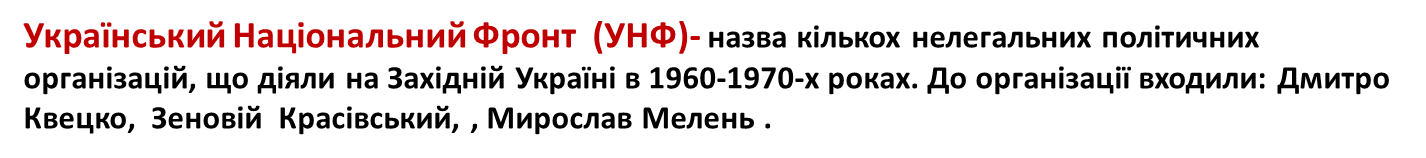 Український Національний Фронт (УНФ)- назва кількох нелегальних політичних
організацій, що діяли на Західній Україні в 1960-1970-х роках. До організації входили: Дмитро
Квецко, Зеновій Красівський, , Мирослав Мелень .